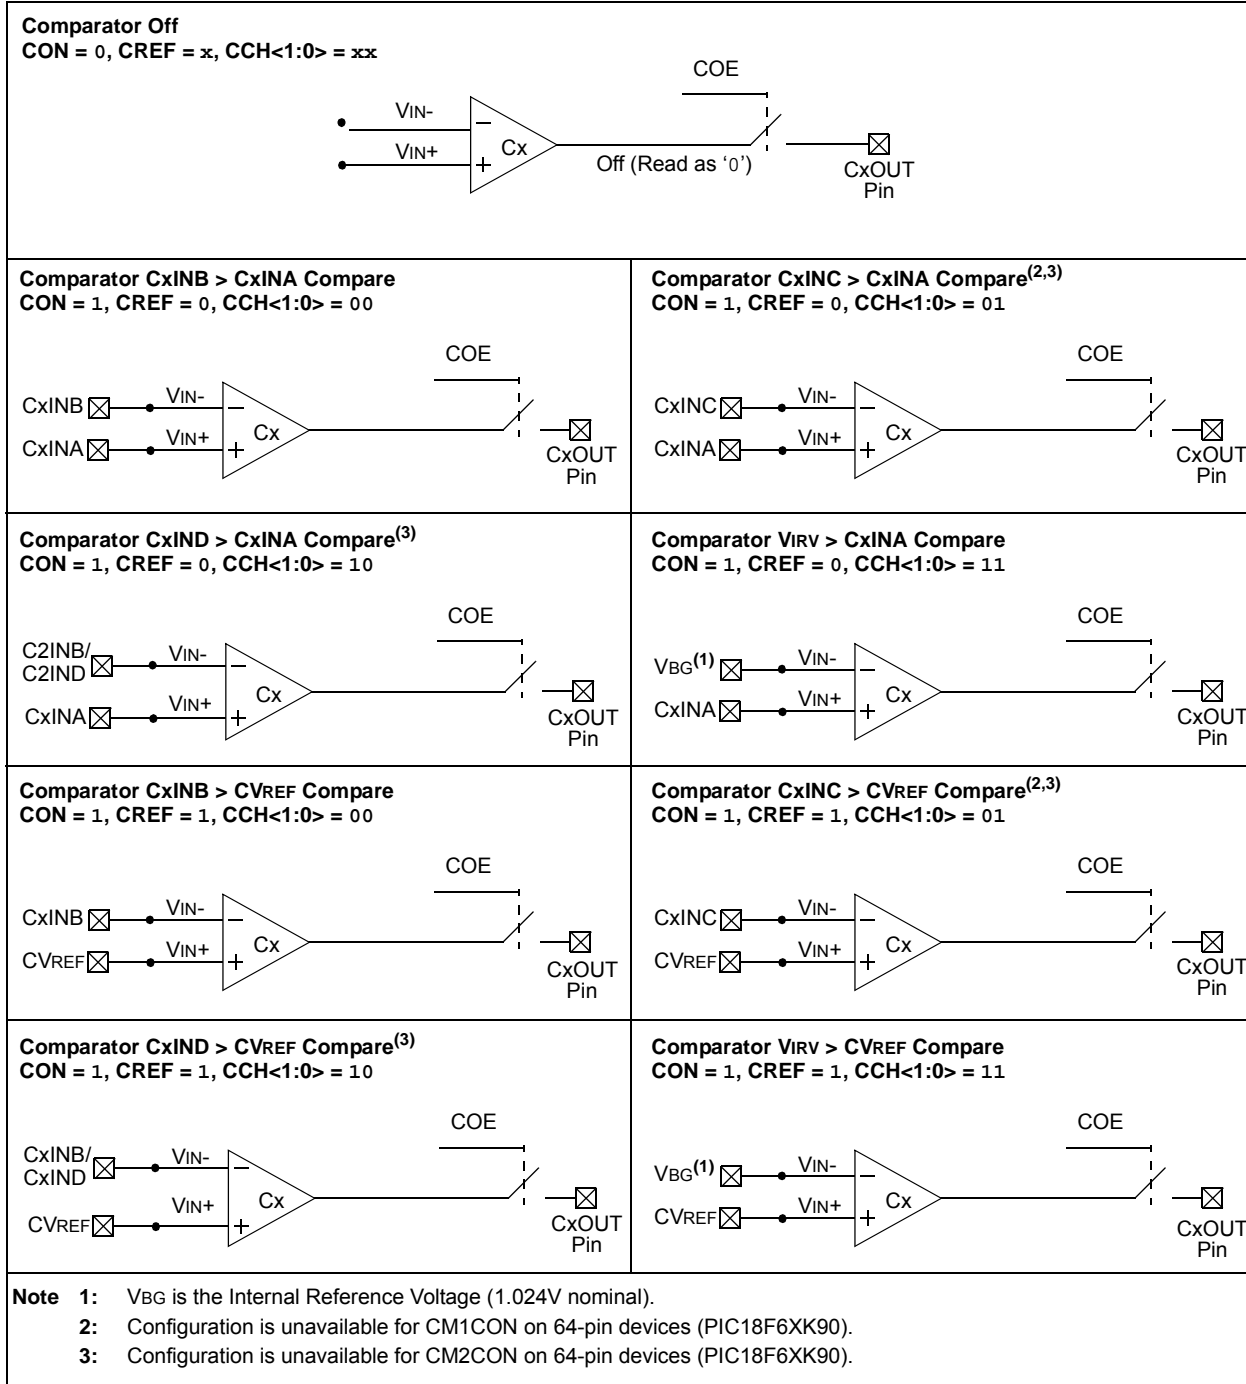 Comparator Off
CON = 0, CREF = x, CCH<1:0> = xx
COE
VIN-
VIN+
Cx
Off (Read as ‘0’)
CxOUT
Pin
Comparator CxINB > CxINA Compare
CON = 1, CREF = 0, CCH<1:0> = 00
COE
CxINB
VIN-
CxINA
VIN+
Cx
CxOUT
Pin
Comparator CxINC > CxINA Compare(2,3)
CON = 1, CREF = 0, CCH<1:0> = 01
COE
CxINC
VIN-
CxINA
VIN+
Cx
CxOUT
Pin
Comparator CxIND > CxINA Compare(3)
CON = 1, CREF = 0, CCH<1:0> = 10
COE
C2INB/
C2IND
VIN-
CxINA
VIN+
Cx
CxOUT
Pin
Comparator VIRV > CxINA Compare
CON = 1, CREF = 0, CCH<1:0> = 11
COE
VBG(1)
VIN-
CxINA
VIN+
Cx
CxOUT
Pin
Comparator CxINB > CVREF Compare
CON = 1, CREF = 1, CCH<1:0> = 00
COE
CxINB
VIN-
CVREF
VIN+
Cx
CxOUT
Pin
Comparator CxINC > CVREF Compare(2,3)
CON = 1, CREF = 1, CCH<1:0> = 01
COE
CxINC
VIN-
CVREF
VIN+
Cx
CxOUT
Pin
Comparator CxIND > CVREF Compare(3)
CON = 1, CREF = 1, CCH<1:0> = 10
COE
CxINB/
CxIND
VIN-
CVREF
VIN+
Cx
CxOUT
Pin
Comparator VIRV > CVREF Compare
CON = 1, CREF = 1, CCH<1:0> = 11
COE
VBG(1)
VIN-
CVREF
VIN+
Cx
CxOUT
Pin
Note 1: VBG is the Internal Reference Voltage (1.024V nominal).
2: Configuration is unavailable for CM1CON on 64-pin devices (PIC18F6XK90).
3: Configuration is unavailable for CM2CON on 64-pin devices (PIC18F6XK90).